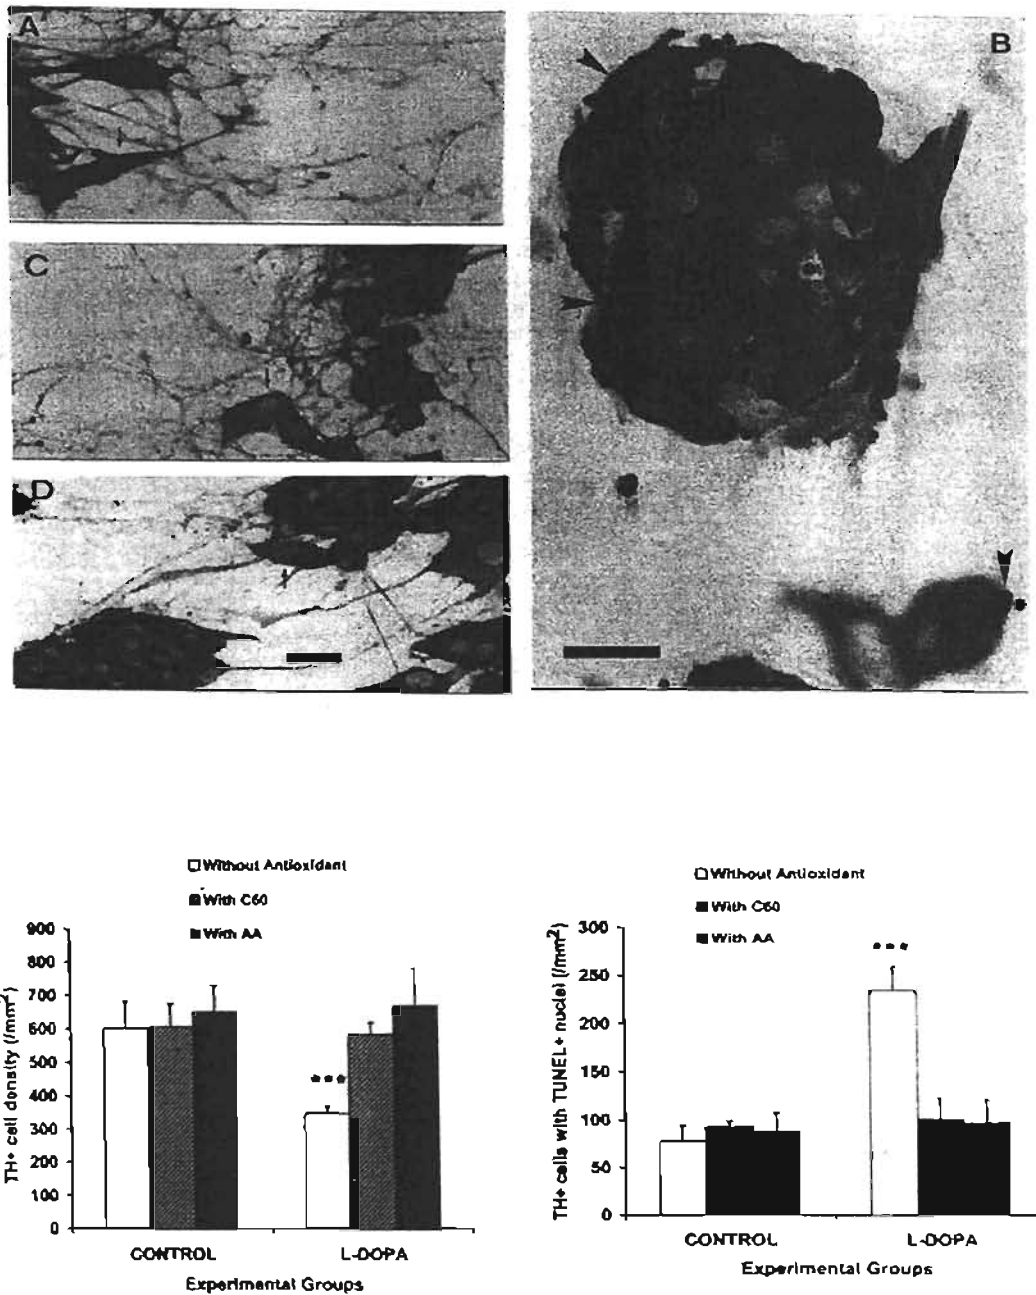 A
B
C
D
Without Antioxidant
With C60
With AA
900
800
700
600
500
400
300
200
100
0
TH+ cell density (/mm²)
***
CONTROL
L-DOPA
Experimental Groups
Without Antioxidant
With C60
With AA
300
250
200
150
100
50
0
TH+ cells with TUNEL+ nuclei (/mm²)
***
CONTROL
L-DOPA
Experimental Groups